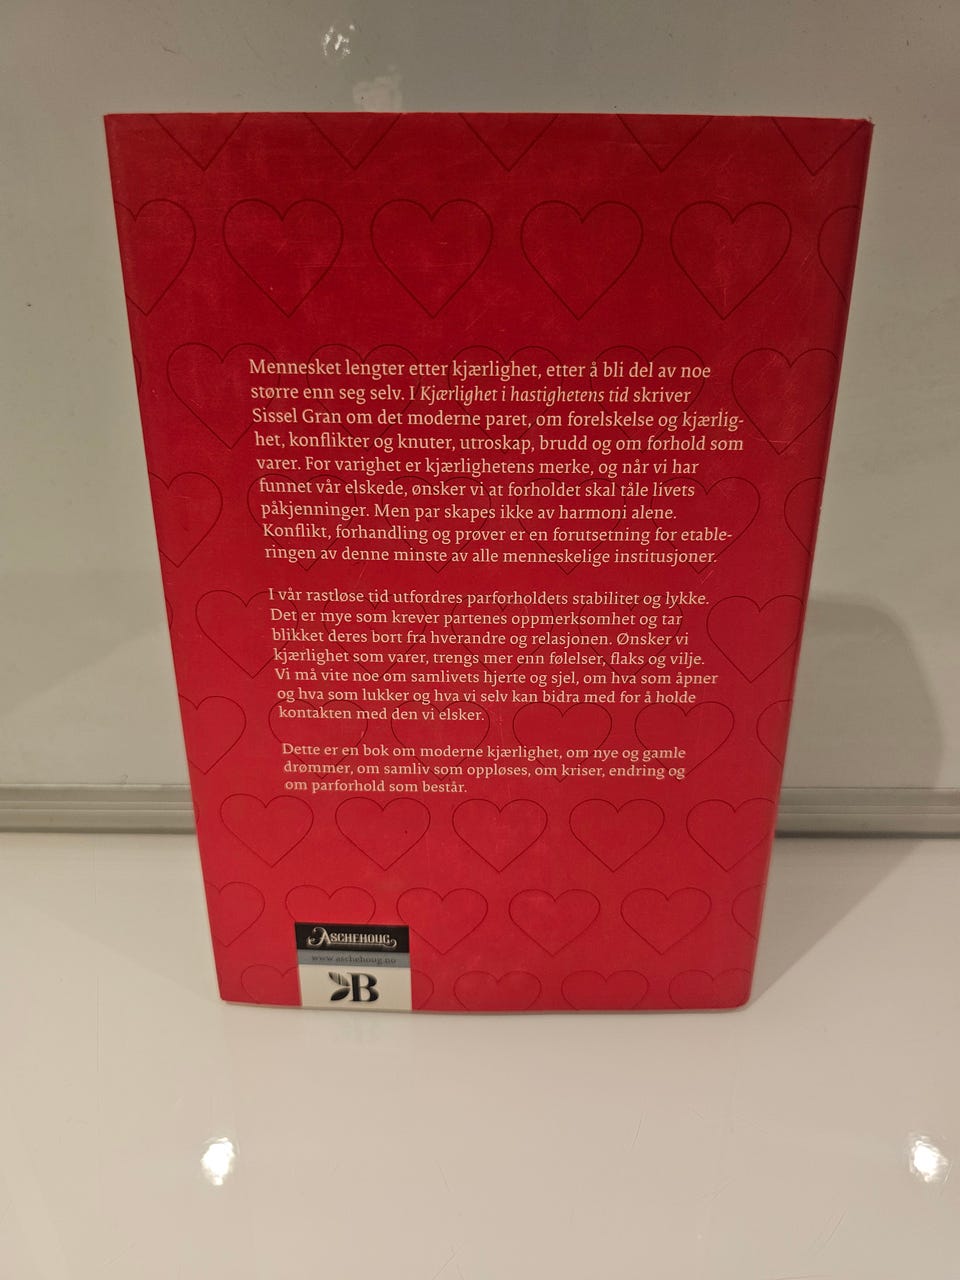 Mennesket lengter etter kjærlighet, etter å bli del av noe
større enn seg selv. I Kjærlighet i hastighetens tid skriver
Sissel Gran om det moderne paret, om forelskelse og kjærlig-
het, konflikter og knuter, utroskap, brudd og om forhold som
varer. For varighet er kjærlighetens merke, og når vi har
funnet vår elskede, ønsker vi at forholdet skal tåle livets
påkjenninger. Men par skapes ikke av harmoni alene.
Konflikt, forhandling og prøver er en forutsetning for etable-
ringen av denne minste av alle menneskelige institusjoner.
I vår rastløse tid utfordres parforholdets stabilitet og lykke.
Det er mye som krever partenes oppmerksomhet og tar
blikket deres bort fra hverandre og relasjonen. Ønsker vi
kjærlighet som varer, trengs mer enn følelser, flaks og vilje.
Vi må vite noe om samlivets hjerte og sjel, om hva som åpner
og hva som lukker og hva vi selv kan bidra med for å holde
kontakten med den vi elsker.
Dette er en bok om moderne kjærlighet, om nye og gamle
drømmer, om samliv som oppløses, om kriser, endring og
om parforhold som består.
ASCHEHOUG
www.aschehoug.no
B